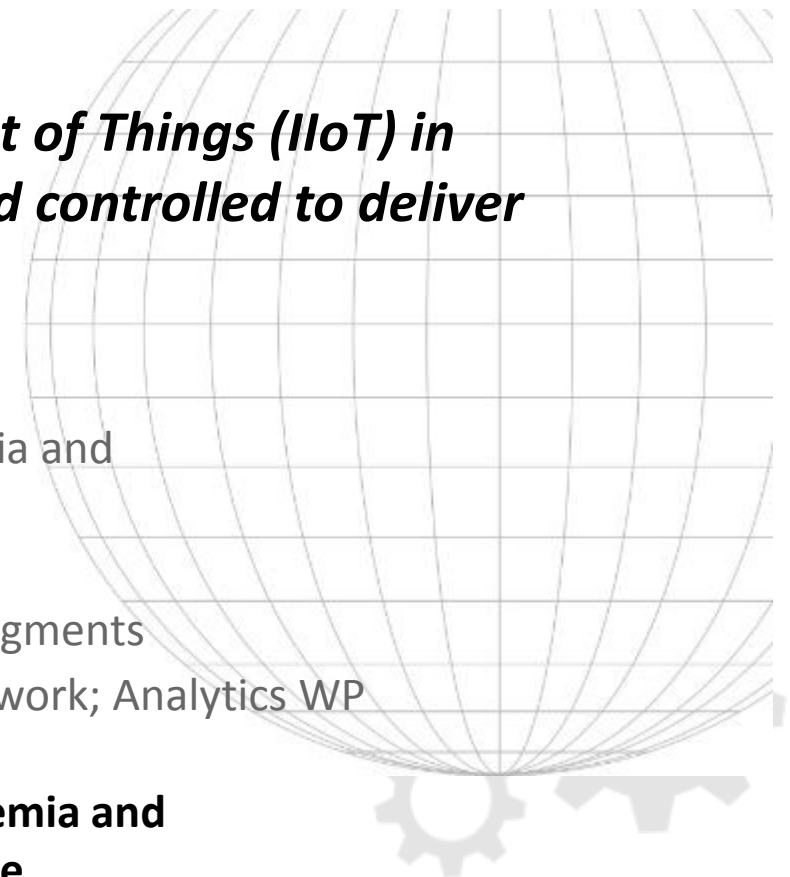 t of Things (IIoT) in
d controlled to deliver
ia and
gments
work; Analytics WP
emia and
e